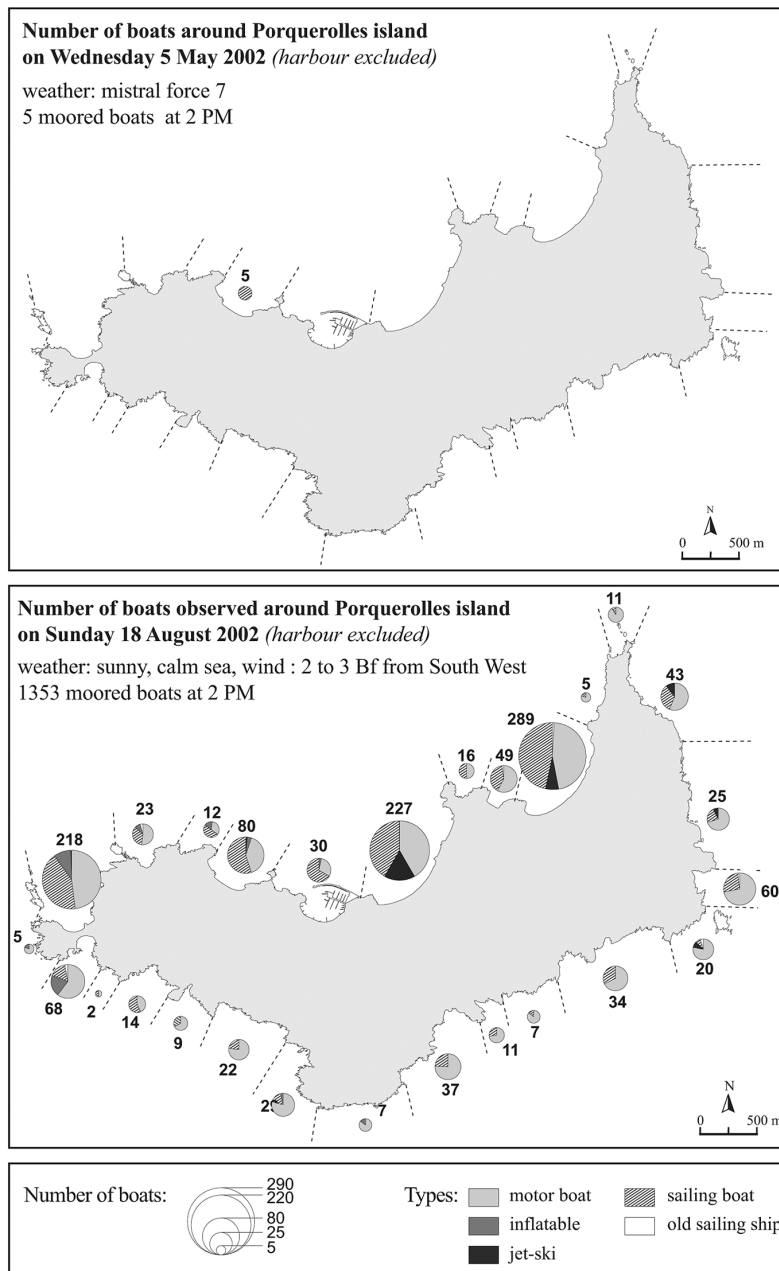 Number of boats around Porquerolles island
on Wednesday 5 May 2002 (harbour excluded)
weather: mistral force 7
5 moored boats at 2 PM
5
N
0 500 m
Number of boats observed around Porquerolles island
on Sunday 18 August 2002 (harbour excluded)
weather: sunny, calm sea, wind : 2 to 3 Bf from South West
1353 moored boats at 2 PM
11
5
43
289
16
49
23
12
80
227
25
218
30
60
5
20
68
2
14
34
9
7
22
11
37
7
N
0 500 m
Number of boats:
290
220
80
25
5
Types:
motor boat
sailing boat
inflatable
old sailing ship
jet-ski